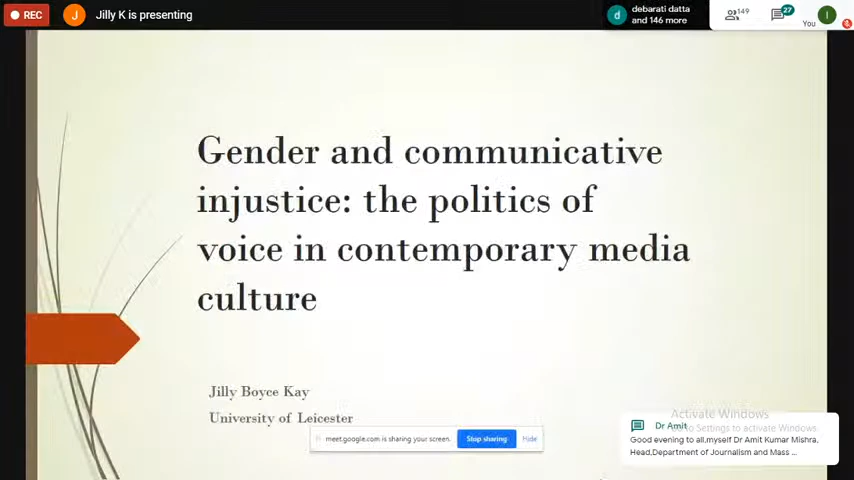 REC
J
Jilly K is presenting
d
debarati datta
and 146 more
149
27
You
I
Gender and communicative
injustice: the politics of
voice in contemporary media
culture
Jilly Boyce Kay
University of Leicester
meet.google.com is sharing your screen.
Stop sharing
Hide
Activate Windows
to Settings to activate Windows.
Dr Amit
Good evening to all.myself Dr Amit Kumar Mishra,
Head,Department of Journalism and Mass ...